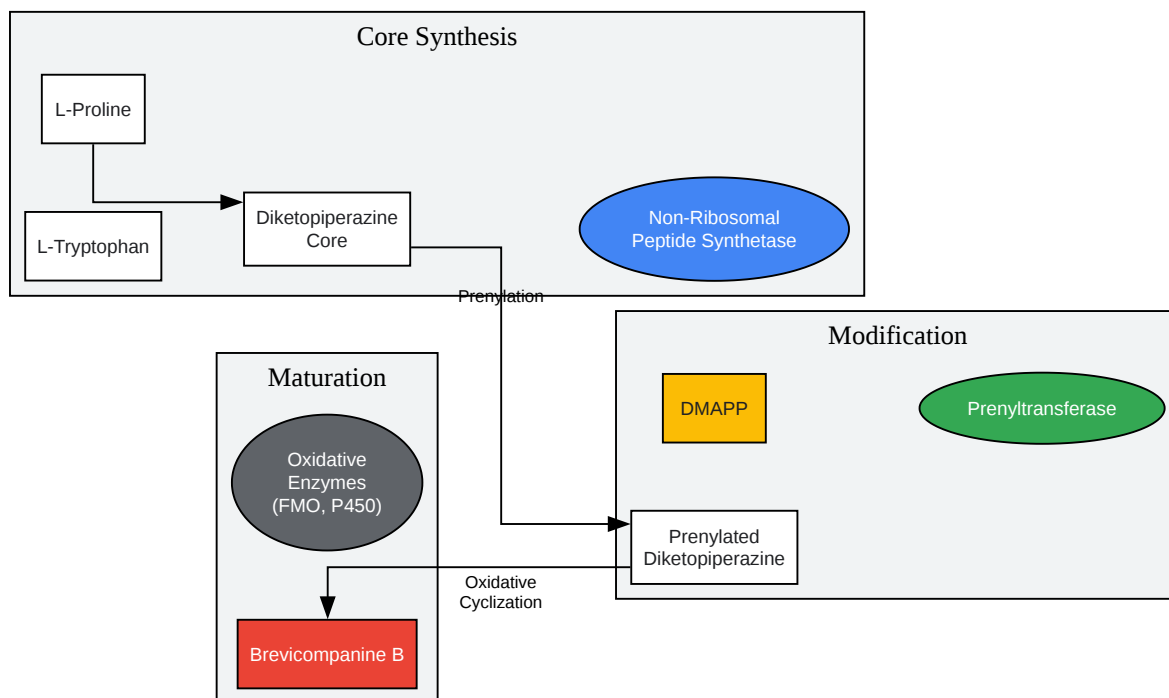 Core Synthesis
L-Proline
L-Tryptophan
Diketopiperazine
Core
Non-Ribosomal
Peptide Synthetase
Prenylation
Modification
DMAPP
Prenyltransferase
Prenylated
Diketopiperazine
Maturation
Oxidative
Enzymes
(FMO, P450)
Oxidative
Cyclization
Brevicompanine B